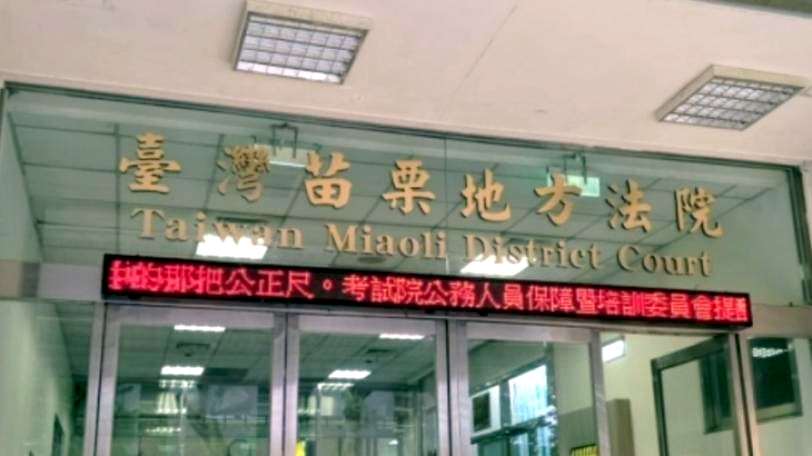 臺灣苗栗地方法院
Taiwan Miaoli District Court
的那把公正尺。考試院公務人員保障暨培訓委員會提醒